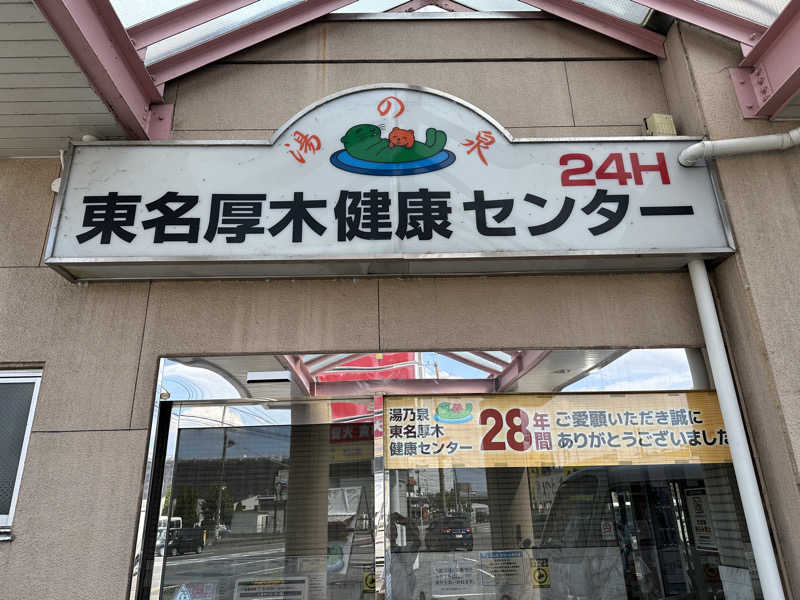 湯の泉
24H
東名厚木健康センター
湯乃泉
東名厚木
健康センター
28年間
ご愛顧いただき誠に
ありがとうございました